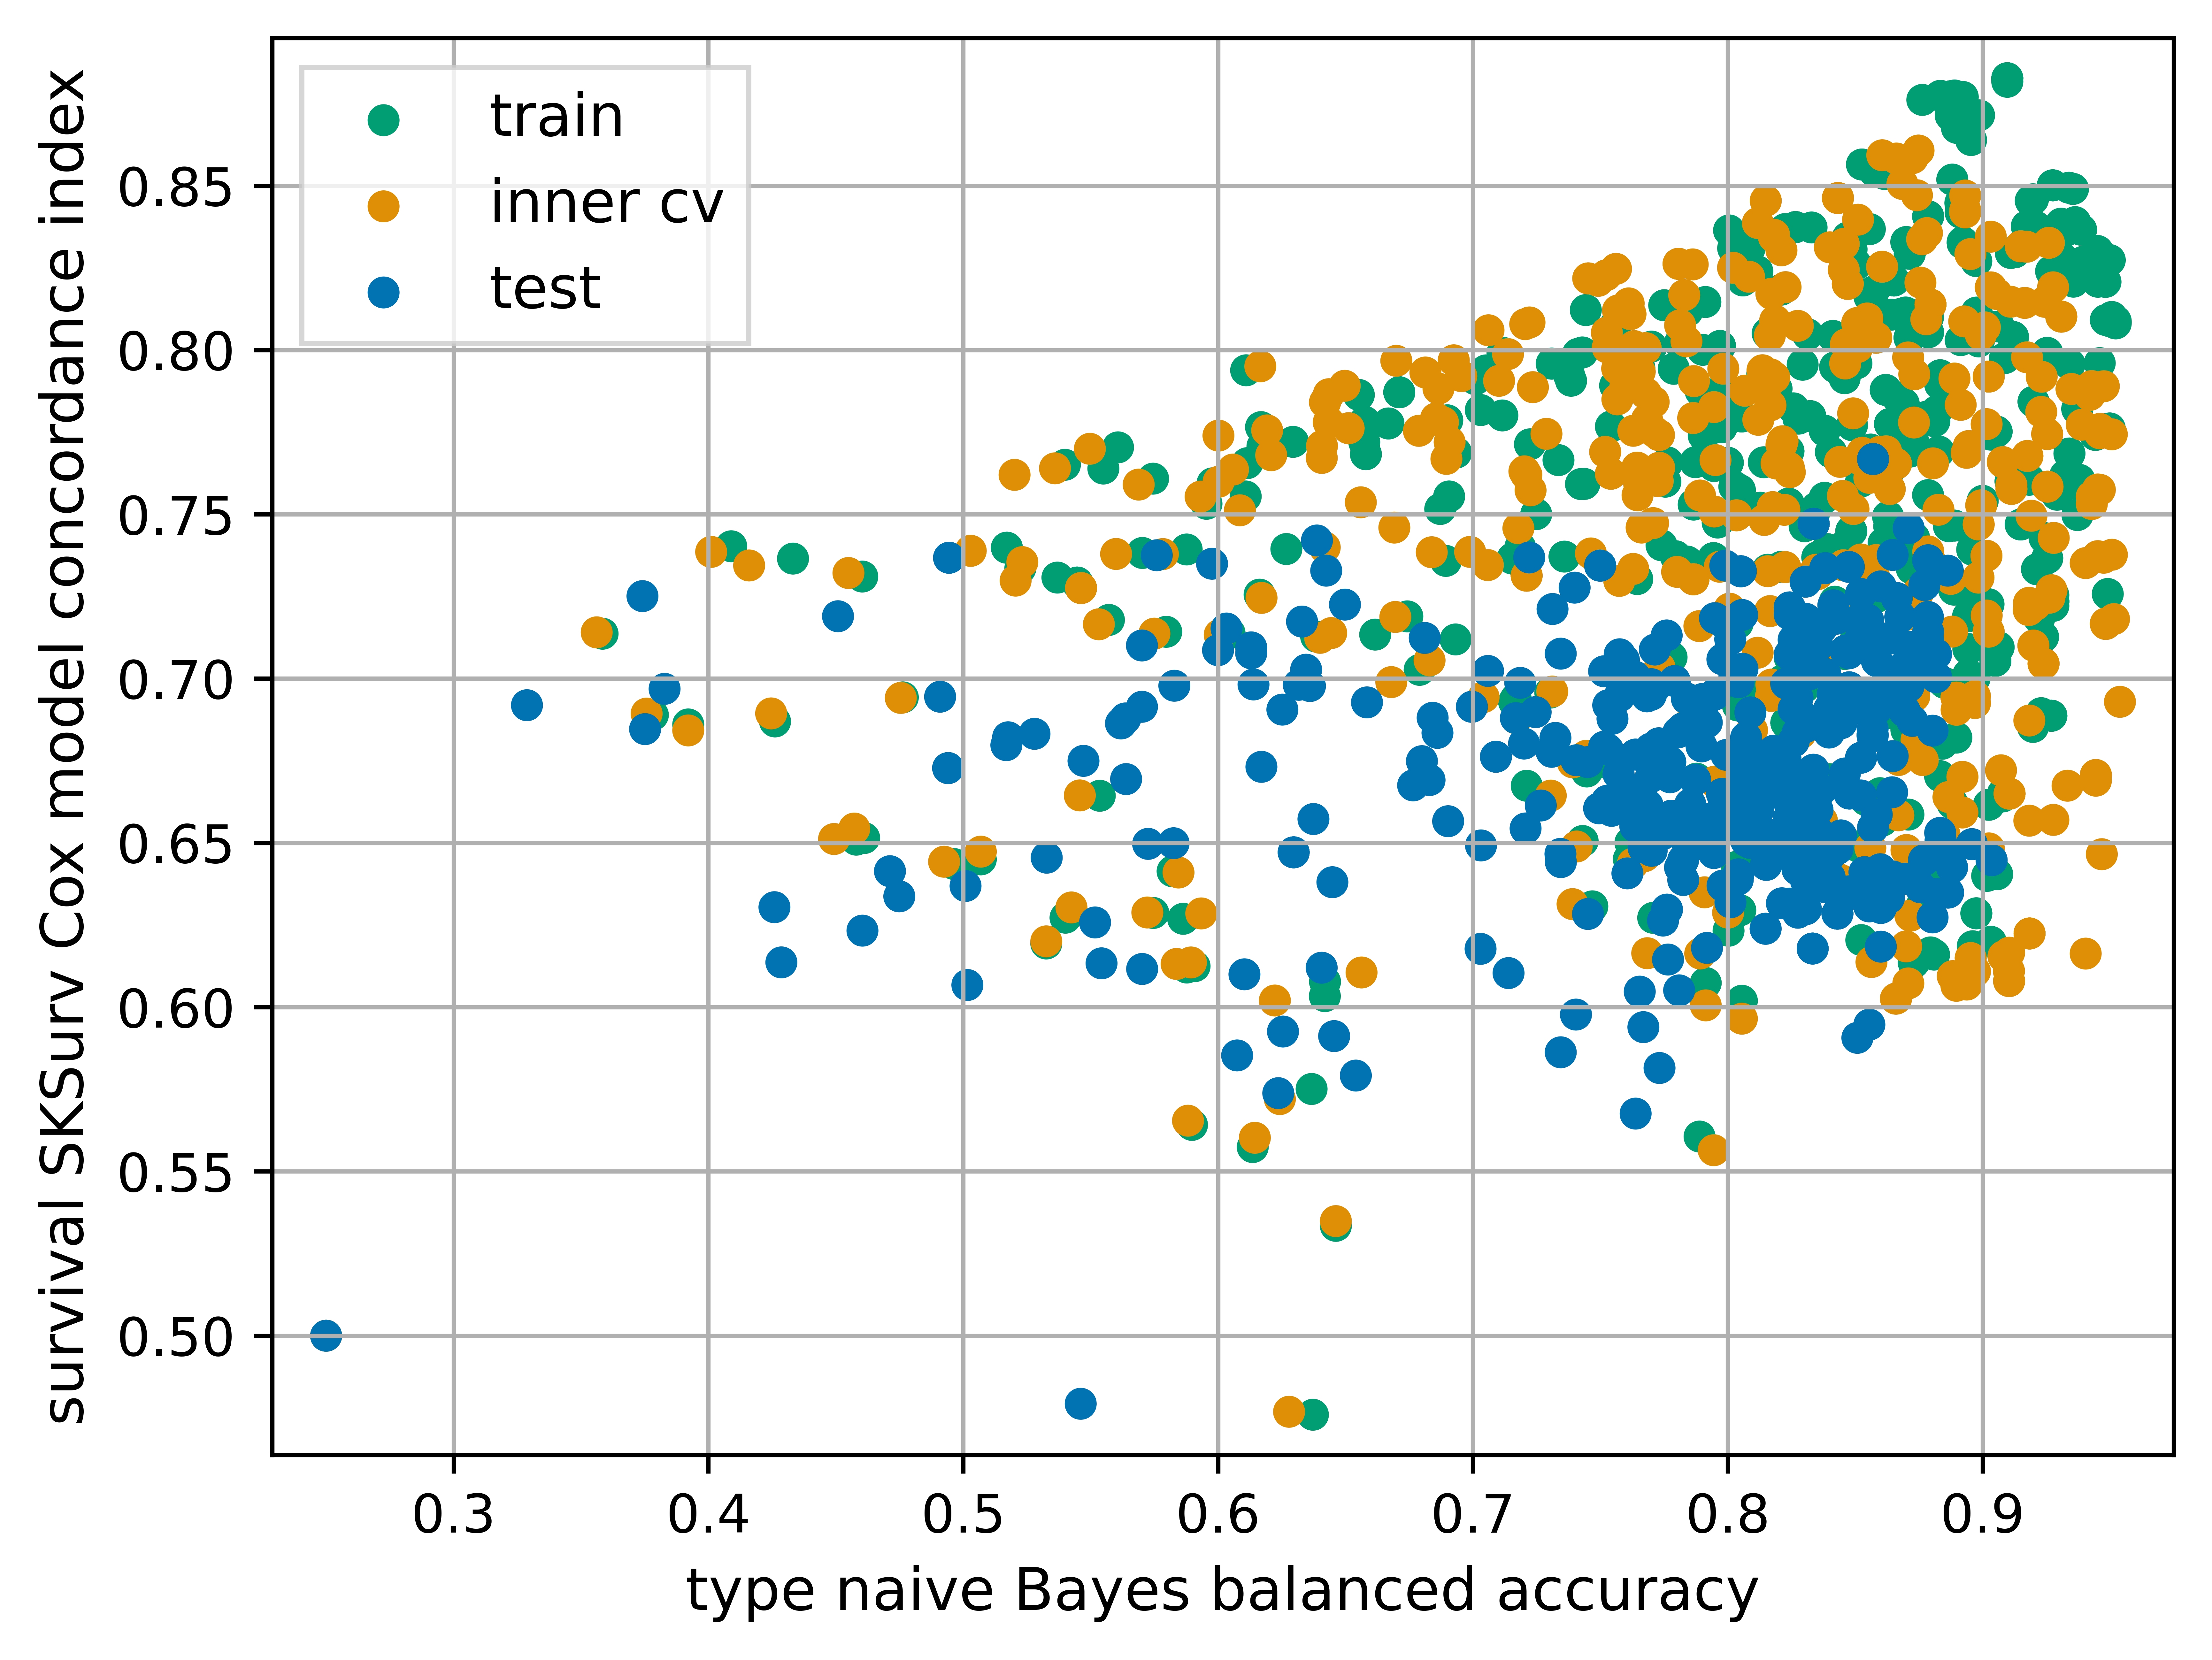 survival SKSurv Cox model concordance index
train
inner cv
test
0.85
0.80
0.75
0.70
0.65
0.60
0.55
0.50
0.3 0.4 0.5 0.6 0.7 0.8 0.9
type naive Bayes balanced accuracy